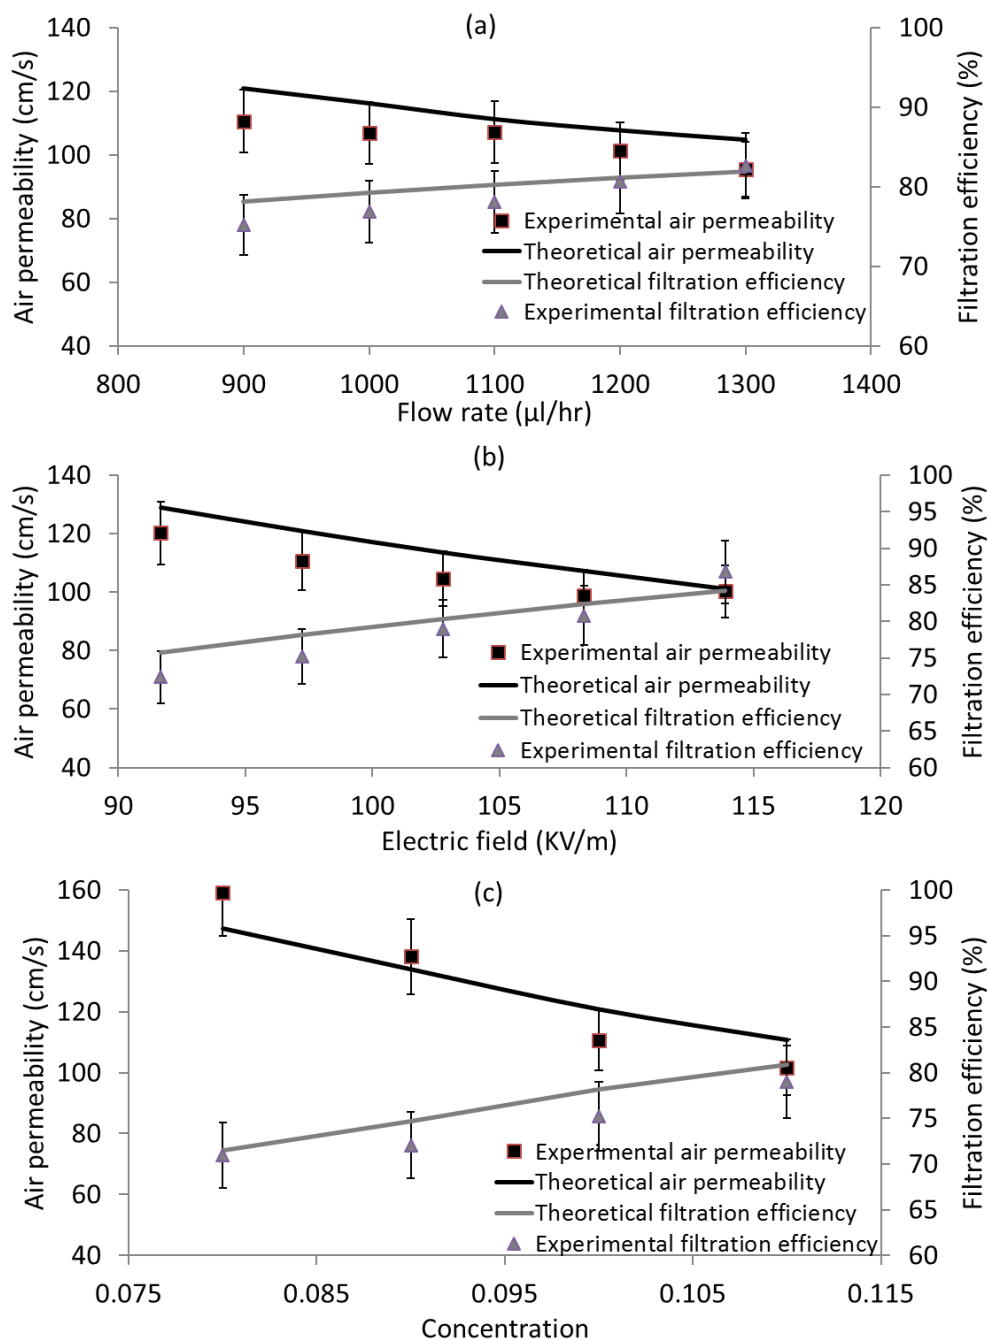 (a)
140
120
100
80
60
40
Air permeability (cm/s)
100
90
80
70
60
Filtration efficiency (%)
Experimental air permeability
Theoretical air permeability
Theoretical filtration efficiency
Experimental filtration efficiency
800 900 1000 1100 1200 1300 1400
Flow rate (µl/hr)
(b)
140
120
100
80
60
40
Air permeability (cm/s)
100
95
90
85
80
75
70
65
60
Filtration efficiency (%)
Experimental air permeability
Theoretical air permeability
Theoretical filtration efficiency
Experimental filtration efficiency
90 95 100 105 110 115 120
Electric field (KV/m)
(c)
160
140
120
100
80
60
40
Air permeability (cm/s)
100
95
90
85
80
75
70
65
60
Filtration efficiency (%)
Experimental air permeability
Theoretical air permeability
Theoretical filtration efficiency
Experimental filtration efficiency
0.075 0.085 0.095 0.105 0.115
Concentration